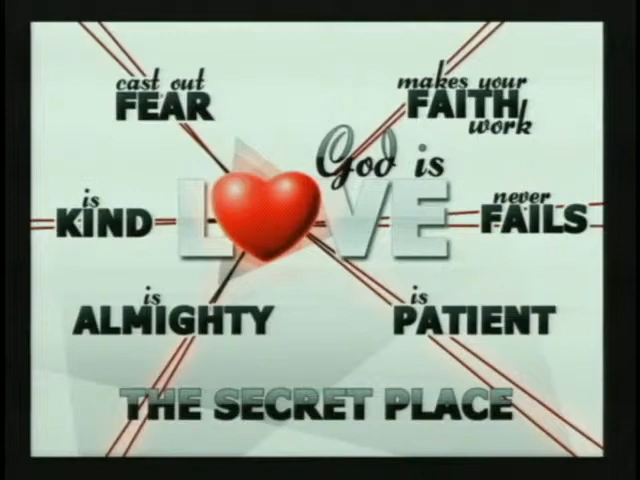 cast out
FEAR
makes your
FAITH
work
God is
LOVE
is
KIND
never
FAILS
is
ALMIGHTY
is
PATIENT
THE SECRET PLACE